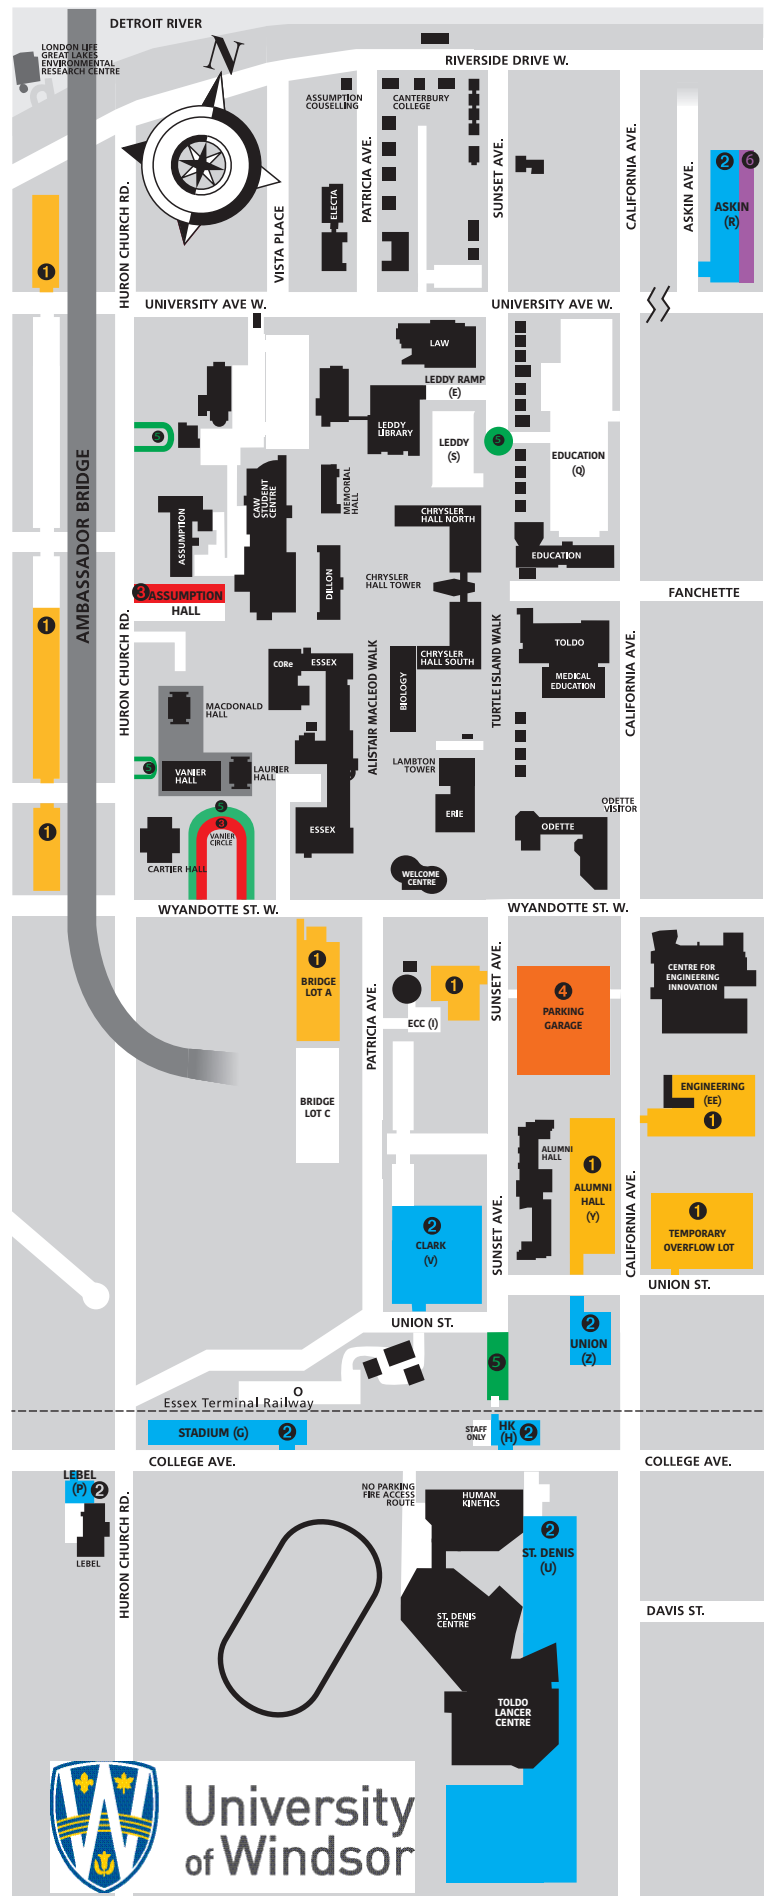 DETROIT RIVER
LONDON LIFE
GREAT LAKES
ENVIRONMENTAL
RESEARCH CENTRE
N
RIVERSIDE DRIVE W.
ASSUMPTION
COUSELLING
CANTERBURY
COLLEGE
HURON CHURCH RD.
VISTA PLACE
ELECTA
PATRICIA AVE.
SUNSET AVE.
CALIFORNIA AVE.
ASKIN AVE.
2
6
ASKIN
(R)
1
UNIVERSITY AVE W.
UNIVERSITY AVE W.
AMBASSADOR BRIDGE
LAW
LEDDY RAMP
(E)
LEDDY
LIBRARY
LEDDY
(S)
5
5
EDUCATION
(Q)
CAW
STUDENT
CENTRE
MEMORIAL
HALL
ASSUMPTION
CHRYSLER
HALL NORTH
EDUCATION
DILLON
CHRYSLER
HALL TOWER
FANCHETTE
3
ASSUMPTION
HALL
1
HURON CHURCH RD.
CORe
ESSEX
ALISTAIR MACLEOD WALK
BIOLOGY
CHRYSLER
HALL SOUTH
TURTLE ISLAND WALK
TOLDO
MEDICAL
EDUCATION
CALIFORNIA AVE.
MACDONALD
HALL
5
VANIER
HALL
LAURIER
HALL
LAMBTON
TOWER
ERIE
ODETTE
VISITOR
ODETTE
1
5
3
VANIER
CIRCLE
ESSEX
CARTIER HALL
WELCOME
CENTRE
WYANDOTTE ST. W.
WYANDOTTE ST. W.
1
BRIDGE
LOT A
PATRICIA AVE.
1
ECC (I)
SUNSET AVE.
4
PARKING
GARAGE
CENTRE FOR
ENGINEERING
INNOVATION
BRIDGE
LOT C
ENGINEERING
(EE)
1
ALUMNI
HALL
1
ALUMNI
HALL
(Y)
CALIFORNIA AVE.
1
TEMPORARY
OVERFLOW LOT
2
CLARK
(V)
SUNSET AVE.
UNION ST.
UNION ST.
2
UNION
(Z)
5
O
Essex Terminal Railway
STADIUM (G)
2
STAFF
ONLY
HK
(H)
2
COLLEGE AVE.
COLLEGE AVE.
LEBEL
(P)
2
LEBEL
HURON CHURCH RD.
NO PARKING
FIRE ACCESS
ROUTE
HUMAN
KINETICS
2
ST. DENIS
(U)
ST. DENIS
CENTRE
DAVIS ST.
TOLDO
LANCER
CENTRE
University
of Windsor